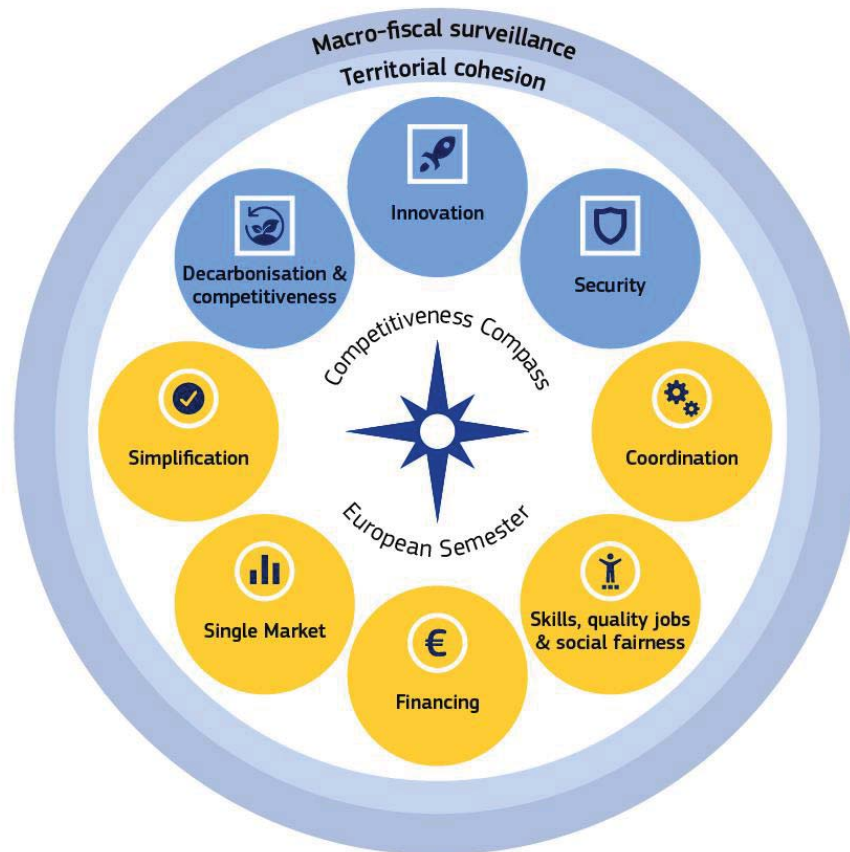 Macro-fiscal surveillance
Territorial cohesion
Innovation
Decarbonisation &
competitiveness
Security
Competitiveness Compass
Simplification
Coordination
European Semester
Single Market
Skills, quality jobs
& social fairness
€
Financing